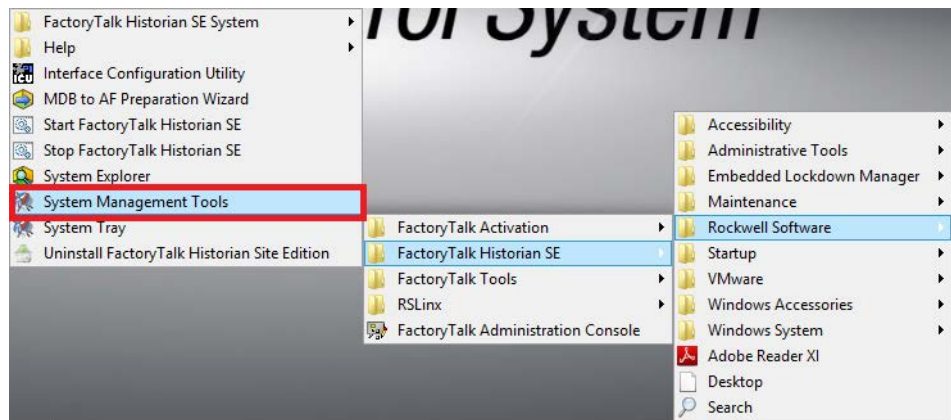 rol System
FactoryTalk Historian SE System
Help
Interface Configuration Utility
MDB to AF Preparation Wizard
Start FactoryTalk Historian SE
Stop FactoryTalk Historian SE
System Explorer
System Management Tools
System Tray
Uninstall FactoryTalk Historian Site Edition
FactoryTalk Activation
FactoryTalk Historian SE
FactoryTalk Tools
RSLinx
FactoryTalk Administration Console
Accessibility
Administrative Tools
Embedded Lockdown Manager
Maintenance
Rockwell Software
Startup
VMware
Windows Accessories
Windows System
Adobe Reader XI
Desktop
Search